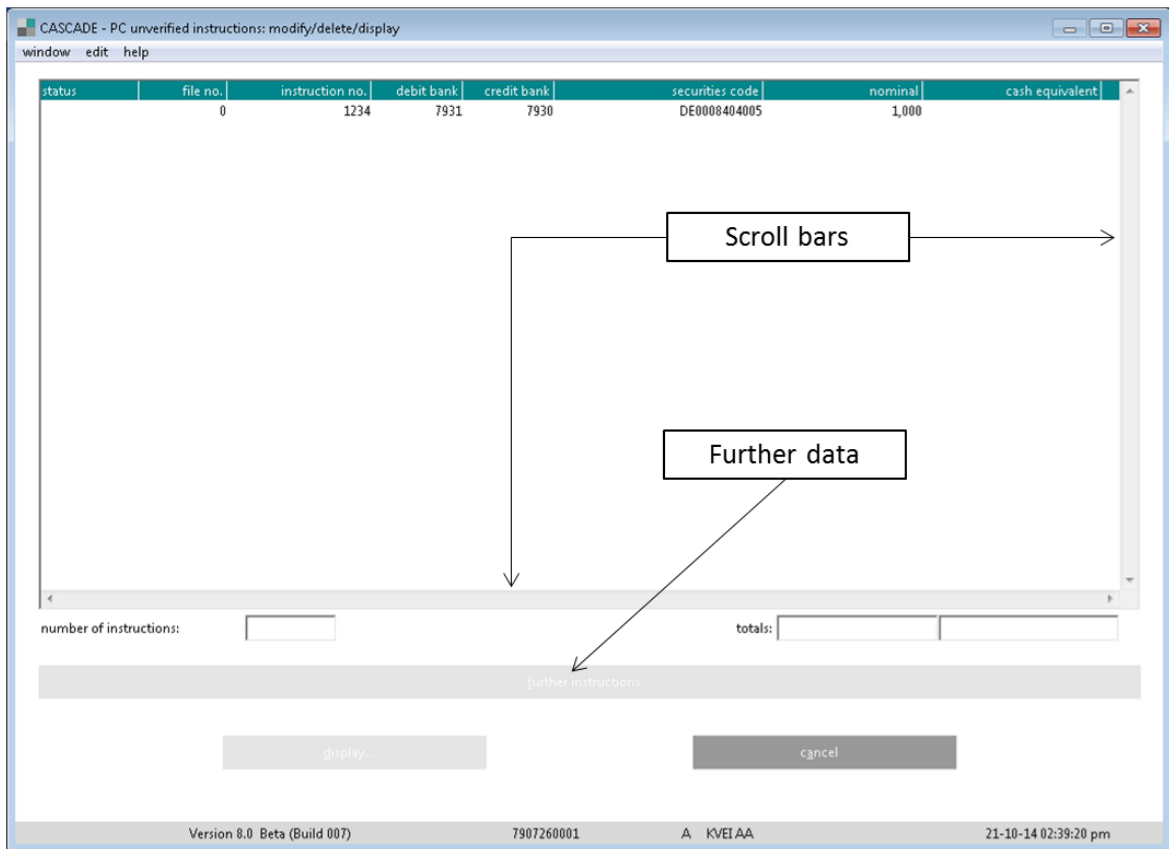 CASCADE - PC unverified instructions: modify/delete/display
window edit help
status file no. instruction no. debit bank credit bank securities code nominal cash equivalent
0 1234 7931 7930 DE0008404005 1,000
Scroll bars
Further data
number of instructions: totals:
further instructions
display... cancel
Version 8.0 Beta (Build 007) 7907260001 A KVEI AA 21-10-14 02:39:20 pm